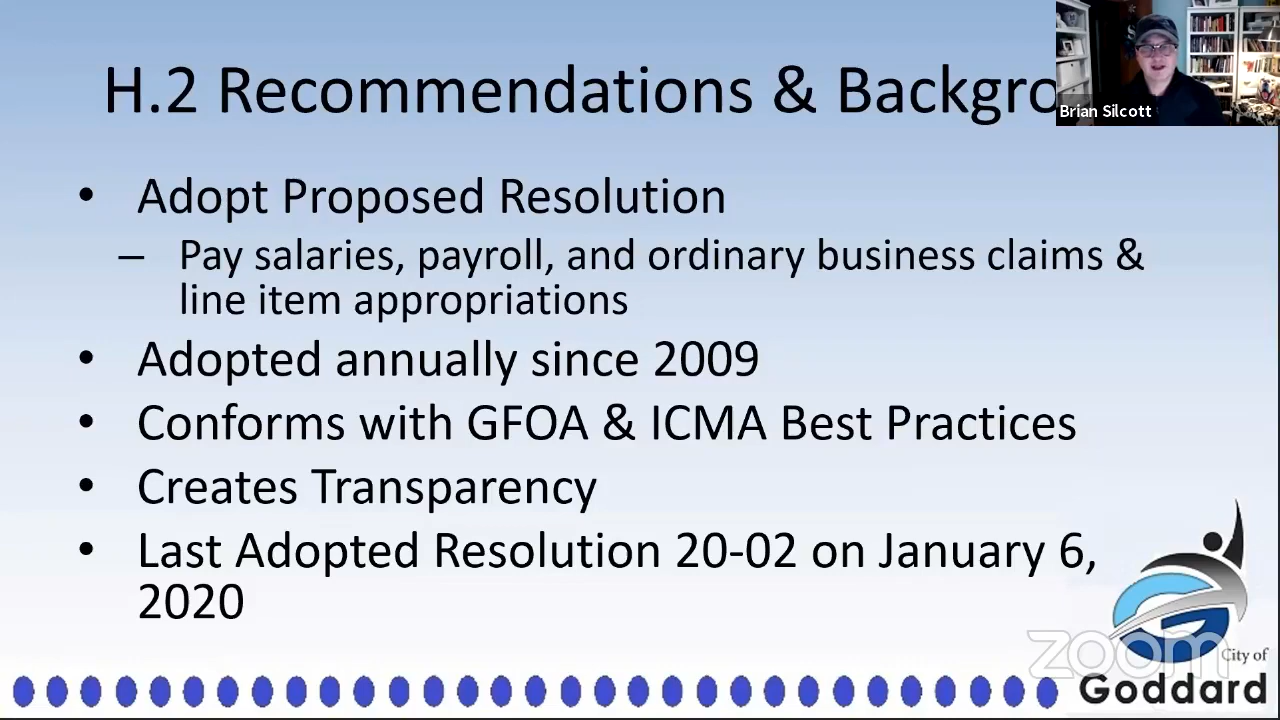 H.2 Recommendations & Backgro
Brian Silcott
• Adopt Proposed Resolution
– Pay salaries, payroll, and ordinary business claims &
line item appropriations
• Adopted annually since 2009
• Conforms with GFOA & ICMA Best Practices
• Creates Transparency
• Last Adopted Resolution 20-02 on January 6,
2020
zoom
City of
Goddard